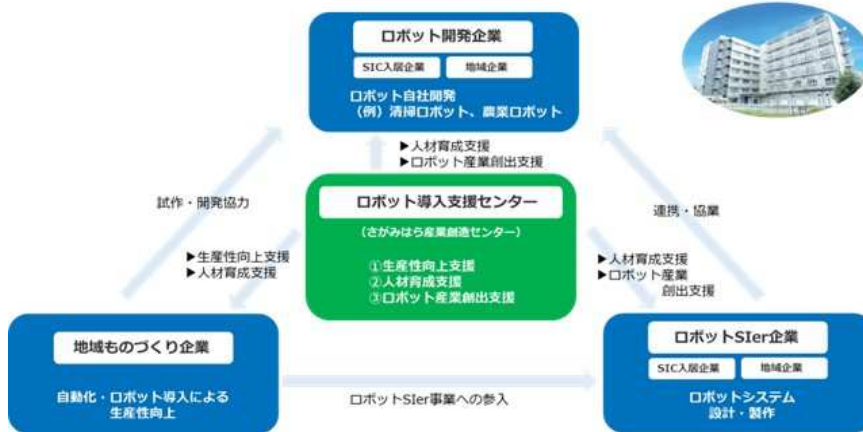 ロボット開発企業
SIC入居企業
地域企業
ロボット自社開発
（例）清掃ロボット、農業ロボット
▶人材育成支援
▶ロボット産業創出支援
試作・開発協力
ロボット導入支援センター
（さがみはら産業創造センター）
①生産性向上支援
②人材育成支援
③ロボット産業創出支援
連携・協業
▶生産性向上支援
▶人材育成支援
▶人材育成支援
▶ロボット産業
創出支援
地域ものづくり企業
自動化・ロボット導入による
生産性向上
ロボットSIer事業への参入
ロボットSIer企業
SIC入居企業
地域企業
ロボットシステム
設計・製作